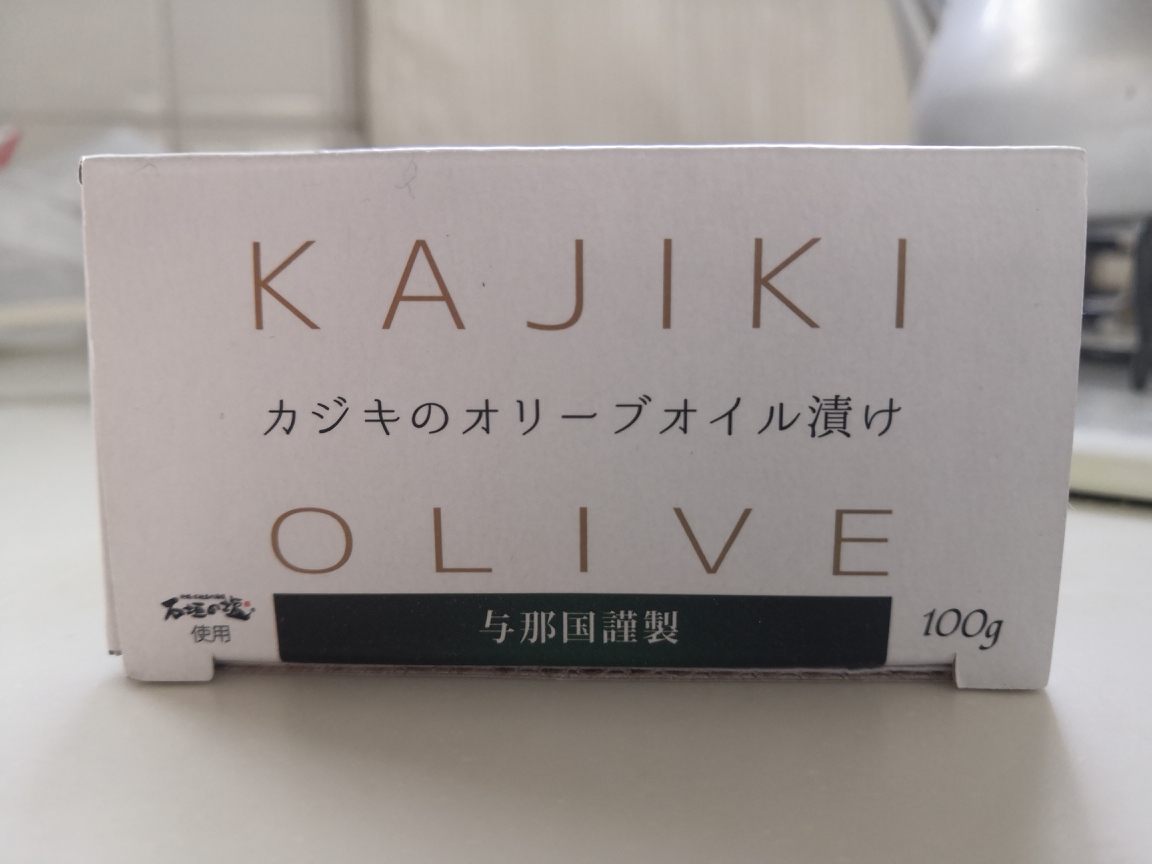 KAJIKI
カジキのオリーブオイル漬け
OLIVE
石垣の塩
使用
与那国謹製
100g